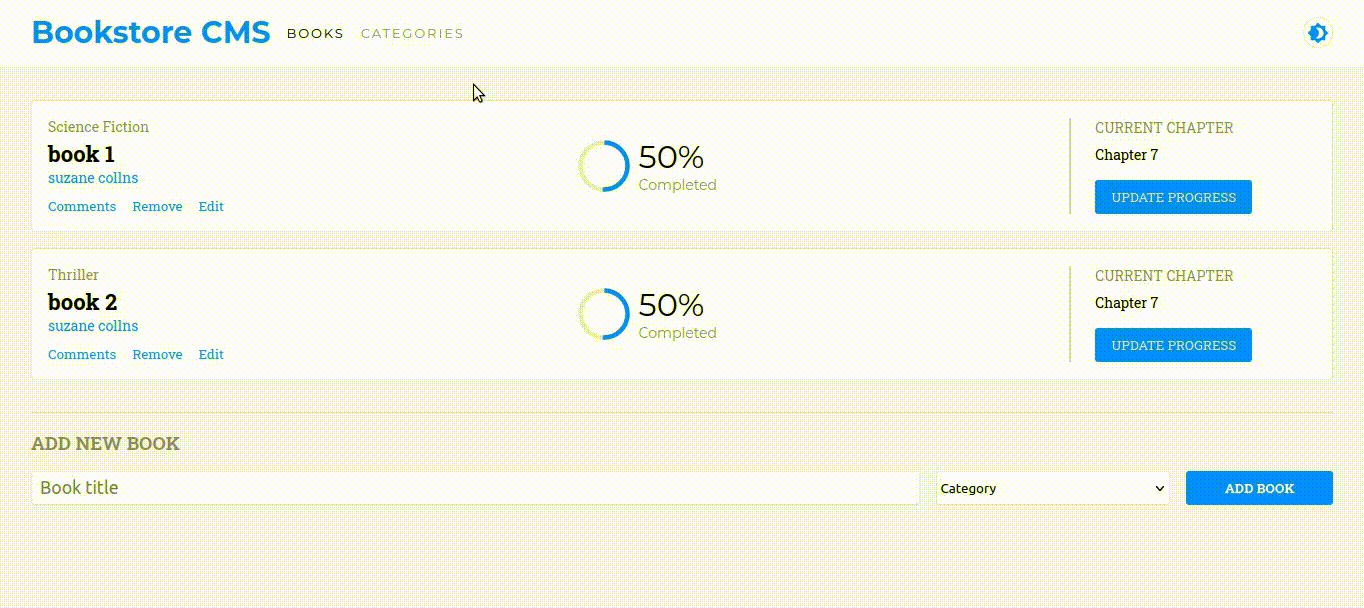 Bookstore CMS BOOKS CATEGORIES
Science Fiction
book 1
suzane collns
Comments Remove Edit
50%
Completed
CURRENT CHAPTER
Chapter 7
UPDATE PROGRESS
Thriller
book 2
suzane collns
Comments Remove Edit
50%
Completed
CURRENT CHAPTER
Chapter 7
UPDATE PROGRESS
ADD NEW BOOK
Book title Category ADD BOOK